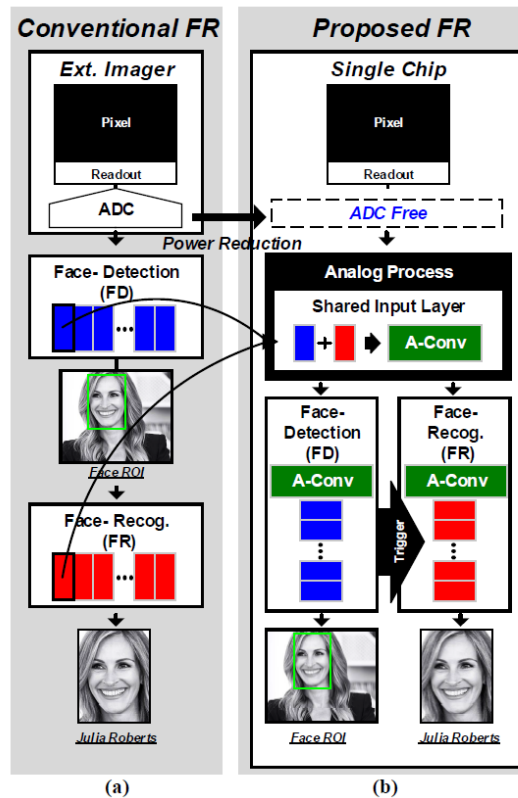 Conventional FR
Ext. Imager
Pixel
Readout
ADC
Face- Detection
(FD)
Face ROI
Face- Recog.
(FR)
Julia Roberts
(a)
Power Reduction
Proposed FR
Single Chip
Pixel
Readout
ADC Free
Analog Process
Shared Input Layer
+
A-Conv
Face-
Detection
(FD)
A-Conv
Trigger
Face-
Recog.
(FR)
A-Conv
Face ROI
Julia Roberts
(b)